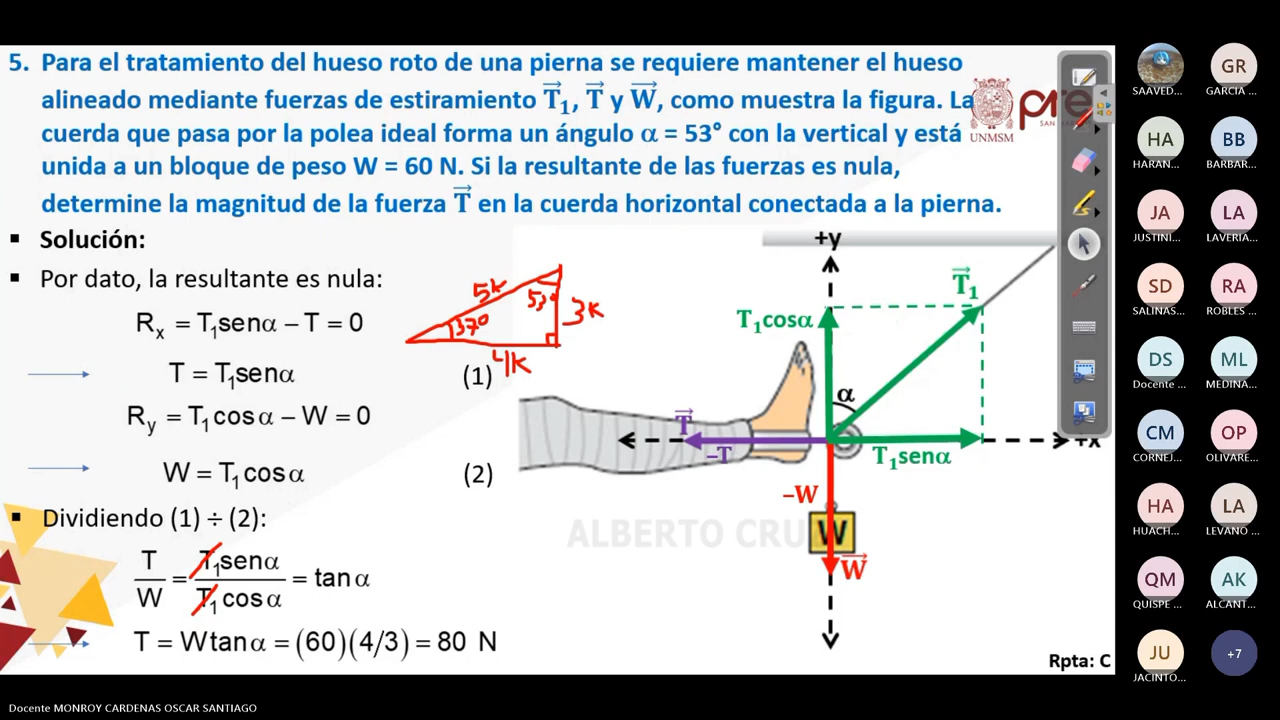 5. Para el tratamiento del hueso roto de una pierna se requiere mantener el hueso
alineado mediante fuerzas de estiramiento T⃗₁, T⃗ y W⃗, como muestra la figura. La
cuerda que pasa por la polea ideal forma un ángulo α = 53° con la vertical y está
unida a un bloque de peso W = 60 N. Si la resultante de las fuerzas es nula,
determine la magnitud de la fuerza T⃗ en la cuerda horizontal conectada a la pierna.
UNMSM
pre
▪ Solución:
▪ Por dato, la resultante es nula:
Rₓ = T₁senα − T = 0
T = T₁senα (1)
R_y = T₁cosα − W = 0
W = T₁cosα (2)
▪ Dividiendo (1) ÷ (2):
T/W = T₁senα/T₁cosα = tanα
T = Wtanα = (60)(4/3) = 80 N
5k
53°
37°
3k
4k
+y
T⃗₁
T₁cosα
α
T⃗
−T
T₁senα
+x
−W
W
W⃗
ALBERTO CRU
Rpta: C
SAAVED...
GR
GARCIA ...
HA
HARAN...
BB
BARBAR...
JA
JUSTINI...
LA
LAVERIA...
SD
SALINAS...
RA
ROBLES ...
DS
Docente ...
ML
MEDINA...
CM
CORNEJ...
OP
OLIVARE...
HA
HUACH...
LA
LEVANO ...
QM
QUISPE ...
AK
ALCANT...
JU
JACINTO...
+7
Docente MONROY CARDENAS OSCAR SANTIAGO